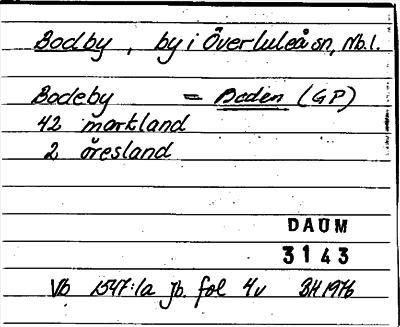 Bodby, by i Överluleå sn, Nb.l.
Bodeby = Boden (GP)
42 markland
2 öresland
DAUM
3143
Vb 1547:1a Jb. fol 4v BH 1976